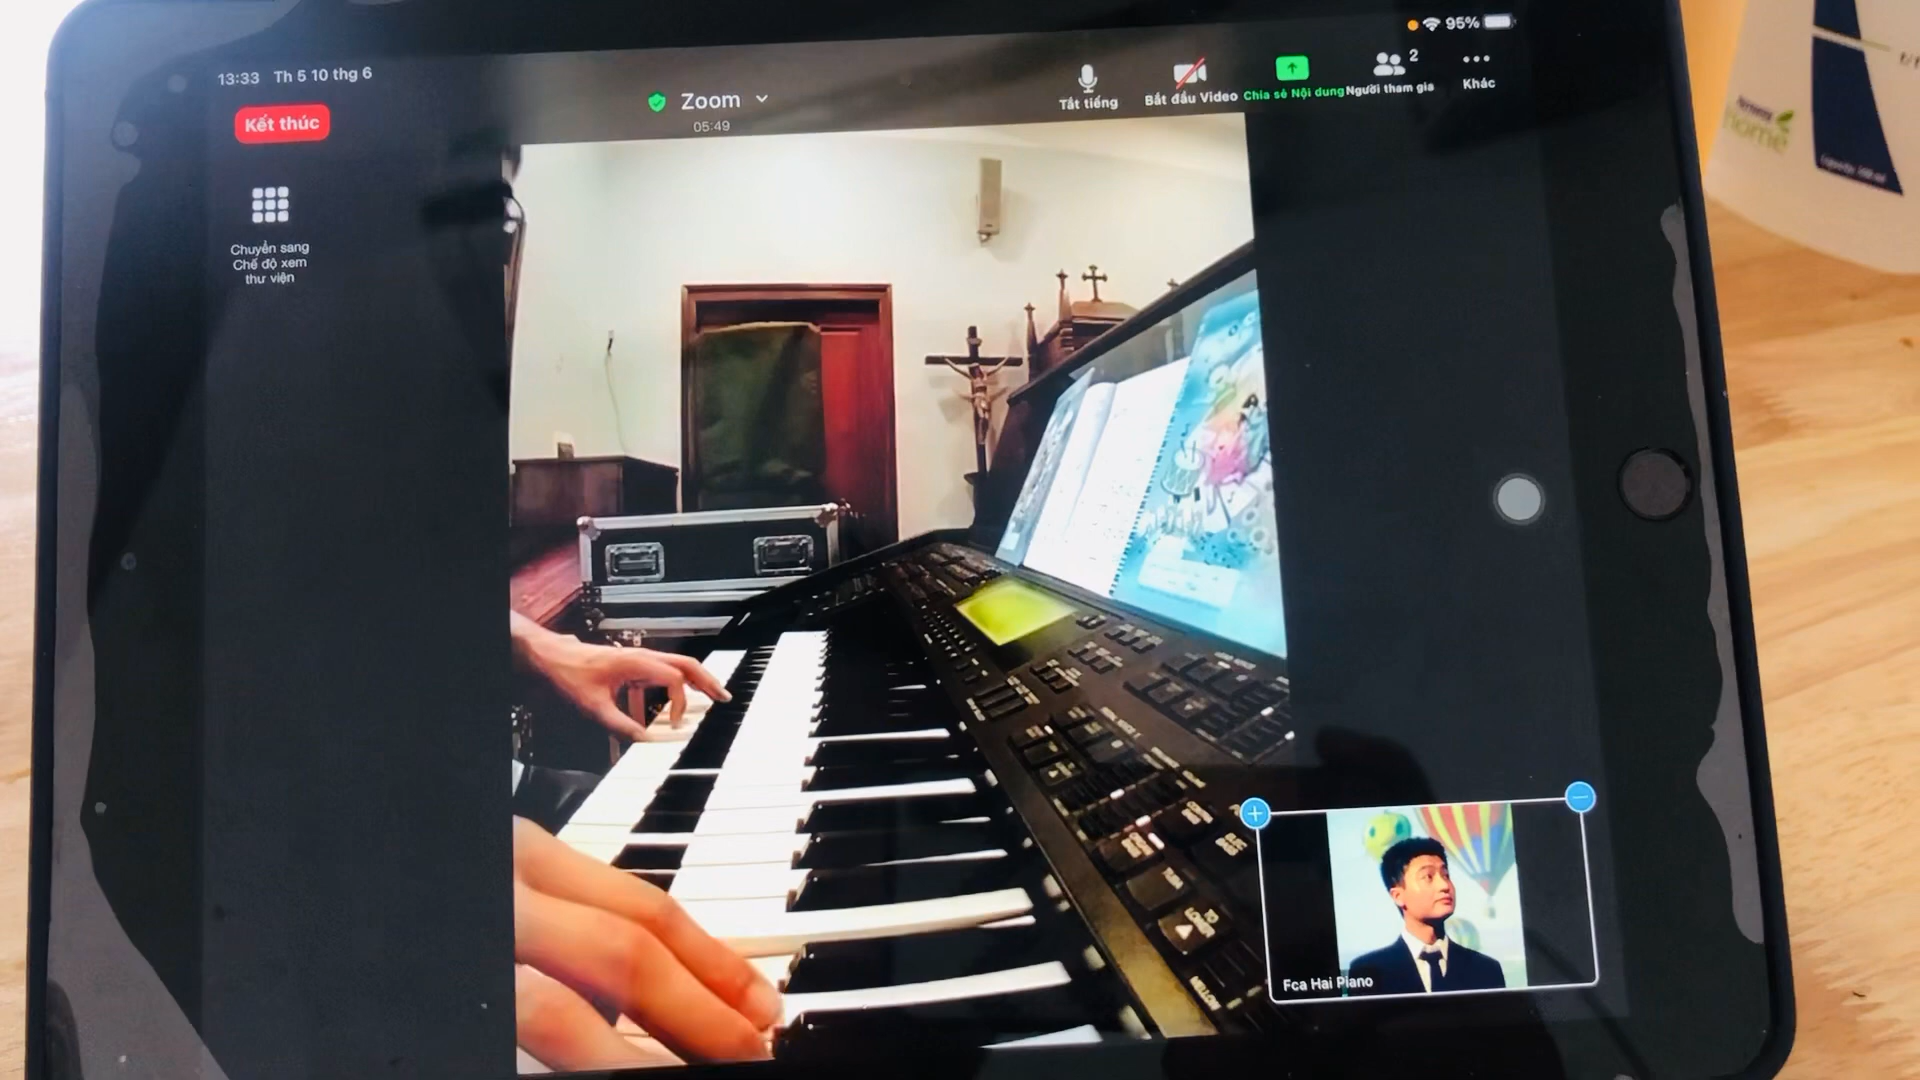 13:33 Th 5 10 thg 6
95%
Kết thúc
Zoom
05:49
Tắt tiếng
Bắt đầu Video
Chia sẻ Nội dung
Người tham gia
2
Khác
Chuyển sang
Chế độ xem
thư viện
Home
Fca Hai Piano